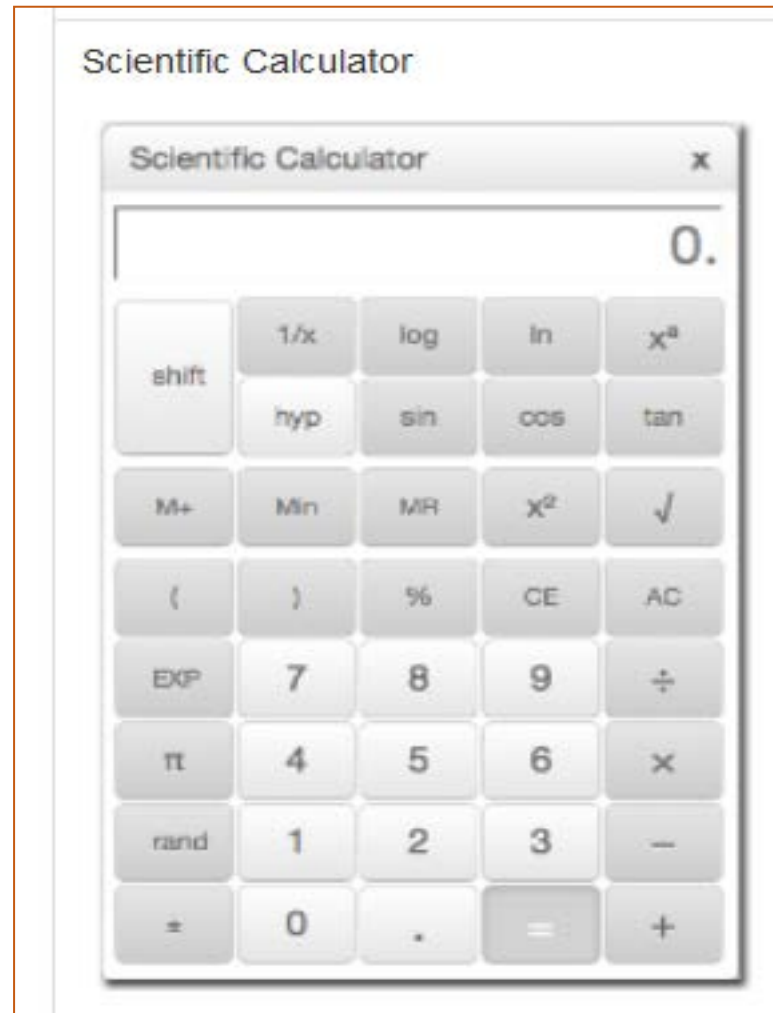 Scientific Calculator
Scientific Calculator x
0.
shift 1/x log ln xᵃ
hyp sin cos tan
M+ Min MR x² √
( ) % CE AC
EXP 7 8 9 ÷
π 4 5 6 ×
rand 1 2 3 −
± 0 . = +